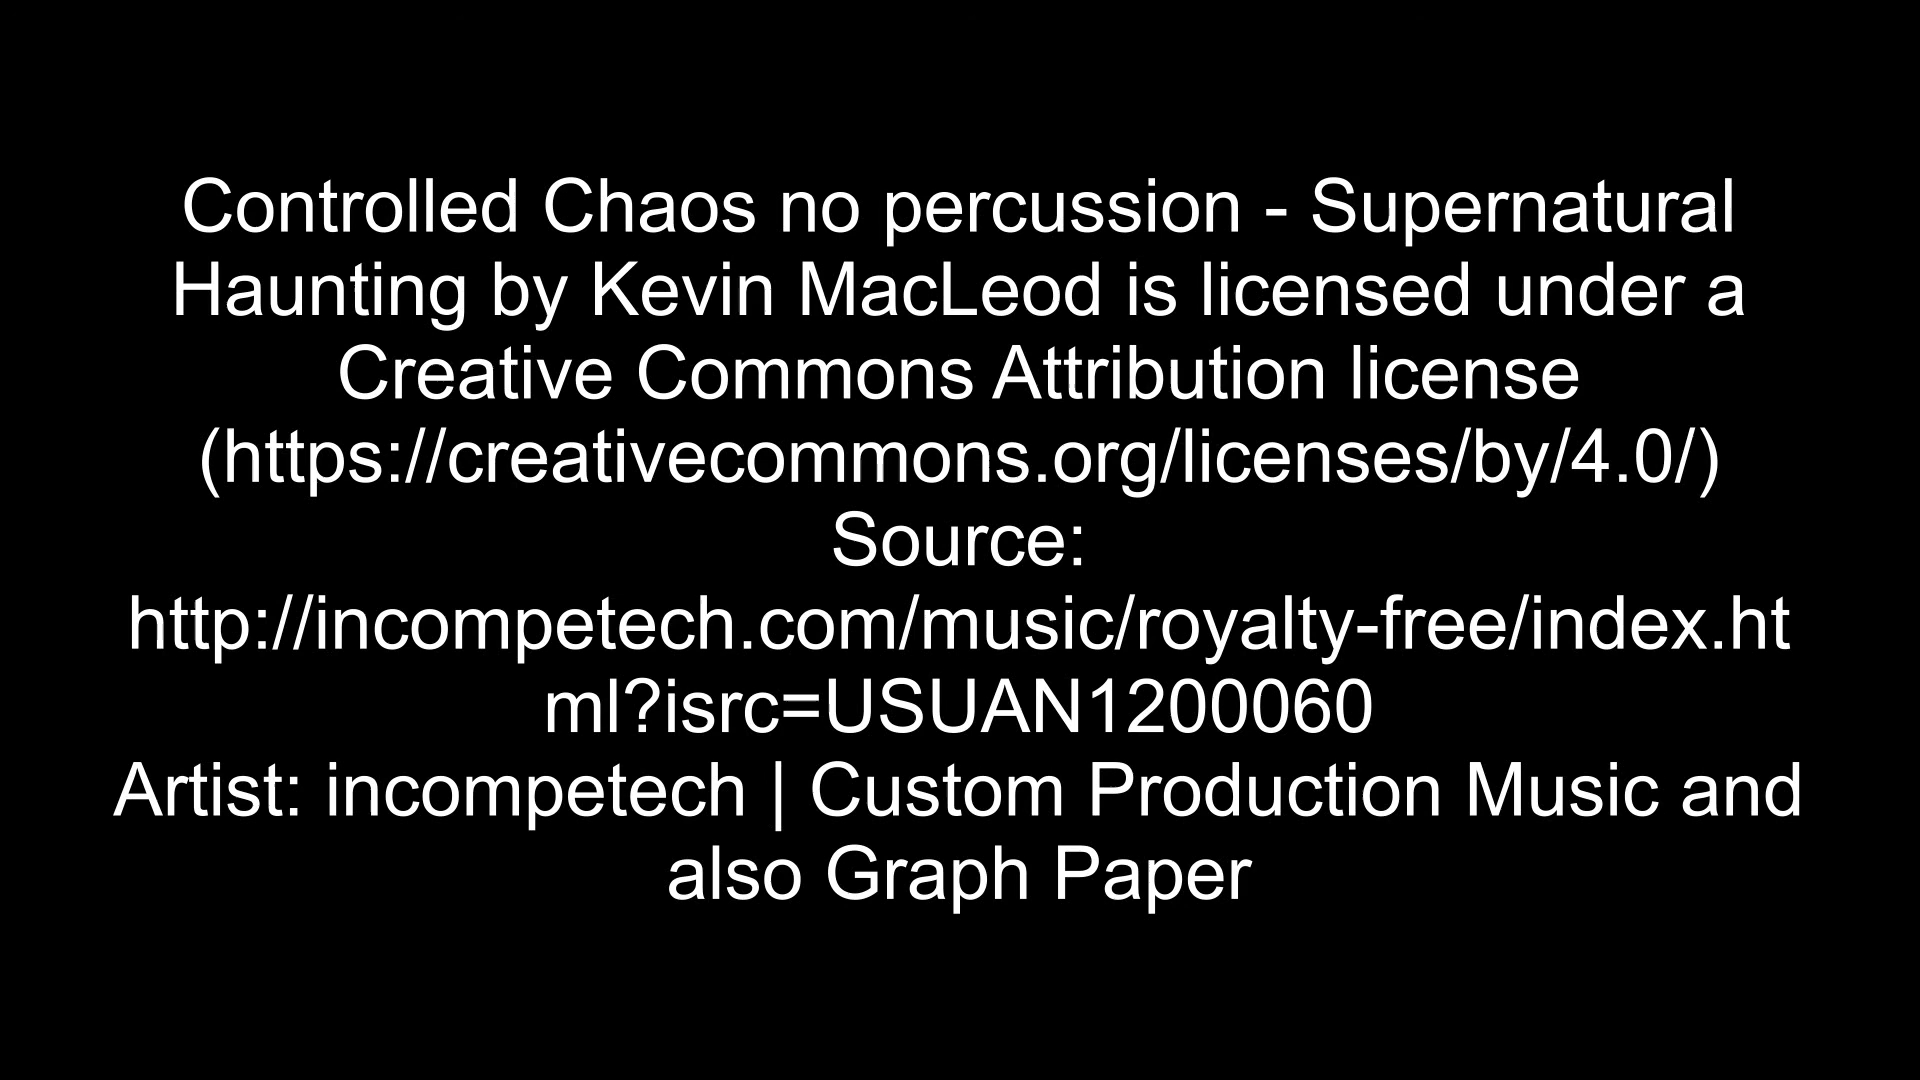 Controlled Chaos no percussion - Supernatural
Haunting by Kevin MacLeod is licensed under a
Creative Commons Attribution license
(https://creativecommons.org/licenses/by/4.0/)
Source:
http://incompetech.com/music/royalty-free/index.ht
ml?isrc=USUAN1200060
Artist: incompetech | Custom Production Music and
also Graph Paper